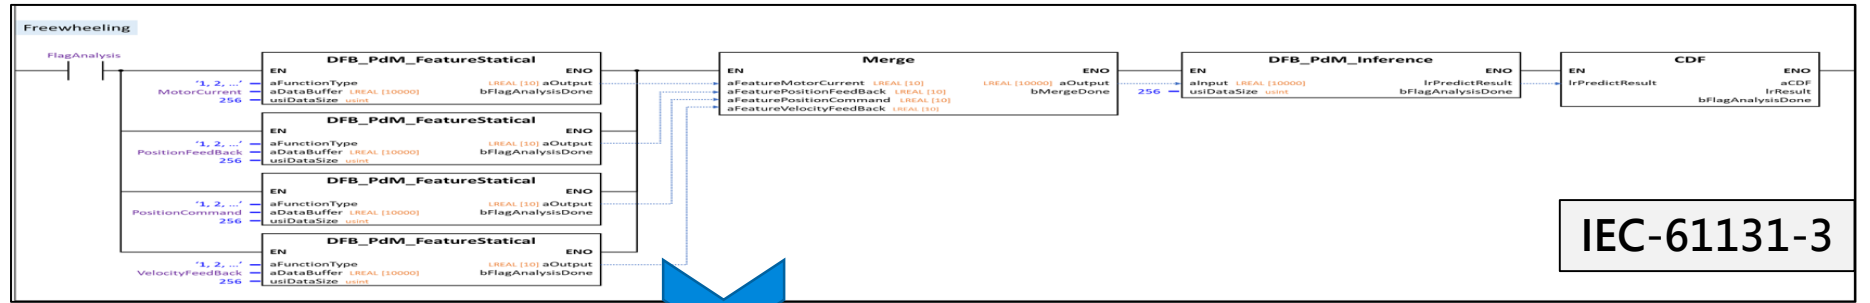 Freewheeling
FlagAnalysis
DFB_PdM_FeatureStatical
EN ENO
'1, 2, ...' aFunctionType LREAL [10] aOutput
MotorCurrent aDataBuffer LREAL [10000] bFlagAnalysisDone
256 usiDataSize usint
DFB_PdM_FeatureStatical
EN ENO
'1, 2, ...' aFunctionType LREAL [10] aOutput
PositionFeedBack aDataBuffer LREAL [10000] bFlagAnalysisDone
256 usiDataSize usint
DFB_PdM_FeatureStatical
EN ENO
'1, 2, ...' aFunctionType LREAL [10] aOutput
PositionCommand aDataBuffer LREAL [10000] bFlagAnalysisDone
256 usiDataSize usint
DFB_PdM_FeatureStatical
EN ENO
'1, 2, ...' aFunctionType LREAL [10] aOutput
VelocityFeedBack aDataBuffer LREAL [10000] bFlagAnalysisDone
256 usiDataSize usint
Merge
EN ENO
aFeatureMotorCurrent LREAL [10] LREAL [10000] aOutput
aFeaturePositionFeedBack LREAL [10] bMergeDone
aFeaturePositionCommand LREAL [10]
aFeatureVelocityFeedBack LREAL [10]
DFB_PdM_Inference
EN ENO
aInput LREAL [10000] lrPredictResult
256 usiDataSize usint bFlagAnalysisDone
CDF
EN ENO
lrPredictResult aCDF
lrResult
bFlagAnalysisDone
IEC-61131-3